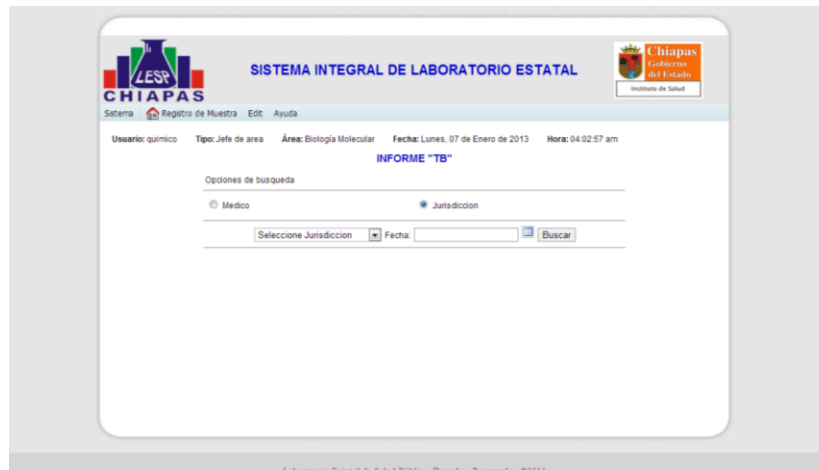 LESP
CHIAPAS
SISTEMA INTEGRAL DE LABORATORIO ESTATAL
Chiapas
Gobierno
del Estado
Instituto de Salud
Sistema Registro de Muestra Edit Ayuda
Usuario: quimico Tipo: Jefe de area Área: Biología Molecular Fecha: Lunes, 07 de Enero de 2013 Hora: 04:02:57 am
INFORME "TB"
Opciones de busqueda
Medico Jurisdiccion
Seleccione Jurisdiccion Fecha: Buscar